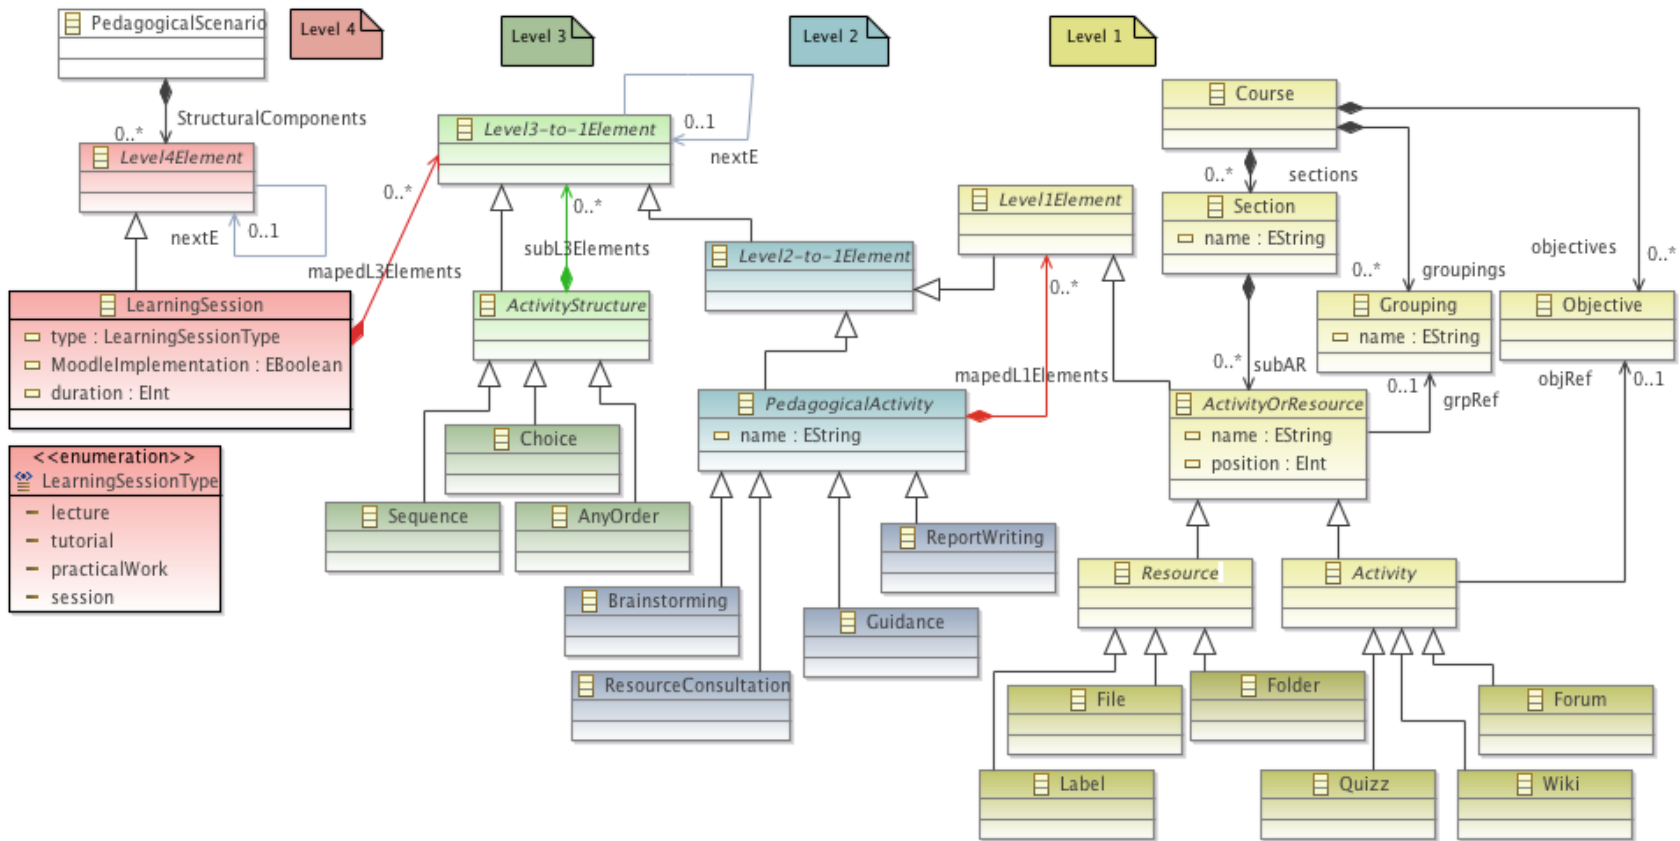 PedagogicalScenario
Level 4
Level 3
Level 2
Level 1
StructuralComponents
0..*
Level4Element
nextE
0..1
0..*
mapedL3Elements
LearningSession
type : LearningSessionType
MoodleImplementation : EBoolean
duration : EInt
<<enumeration>>
LearningSessionType
lecture
tutorial
practicalWork
session
Level3-to-1Element
0..1
nextE
0..*
subL3Elements
ActivityStructure
Choice
Sequence
AnyOrder
Level2-to-1Element
Level1Element
0..*
mapedL1Elements
PedagogicalActivity
name : EString
ReportWriting
Brainstorming
Guidance
ResourceConsultation
Course
0..*
sections
Section
name : EString
objectives
0..*
0..*
groupings
Grouping
name : EString
Objective
0..*
subAR
0..1
grpRef
objRef
0..1
ActivityOrResource
name : EString
position : EInt
Resource
Activity
File
Folder
Forum
Label
Quizz
Wiki